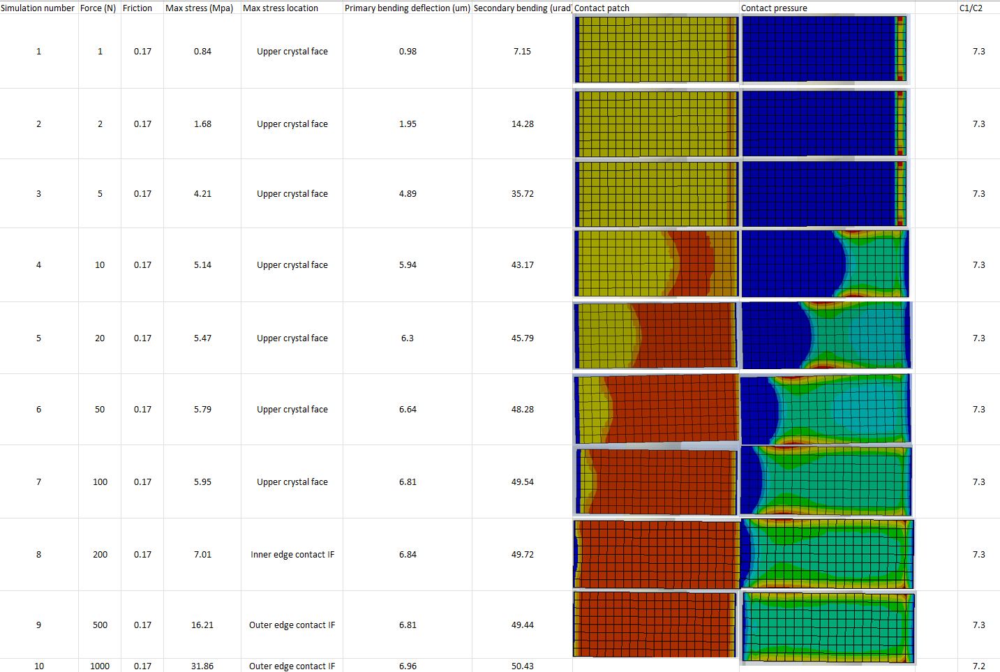 Simulation number Force (N) Friction Max stress (Mpa) Max stress location Primary bending deflection (um) Secondary bending (urad) Contact patch Contact pressure C1/C2
1 1 0.17 0.84 Upper crystal face 0.98 7.15 7.3
2 2 0.17 1.68 Upper crystal face 1.95 14.28 7.3
3 5 0.17 4.21 Upper crystal face 4.89 35.72 7.3
4 10 0.17 5.14 Upper crystal face 5.94 43.17 7.3
5 20 0.17 5.47 Upper crystal face 6.3 45.79 7.3
6 50 0.17 5.79 Upper crystal face 6.64 48.28 7.3
7 100 0.17 5.95 Upper crystal face 6.81 49.54 7.3
8 200 0.17 7.01 Inner edge contact IF 6.84 49.72 7.3
9 500 0.17 16.21 Outer edge contact IF 6.81 49.44 7.3
10 1000 0.17 31.86 Outer edge contact IF 6.96 50.43 7.2